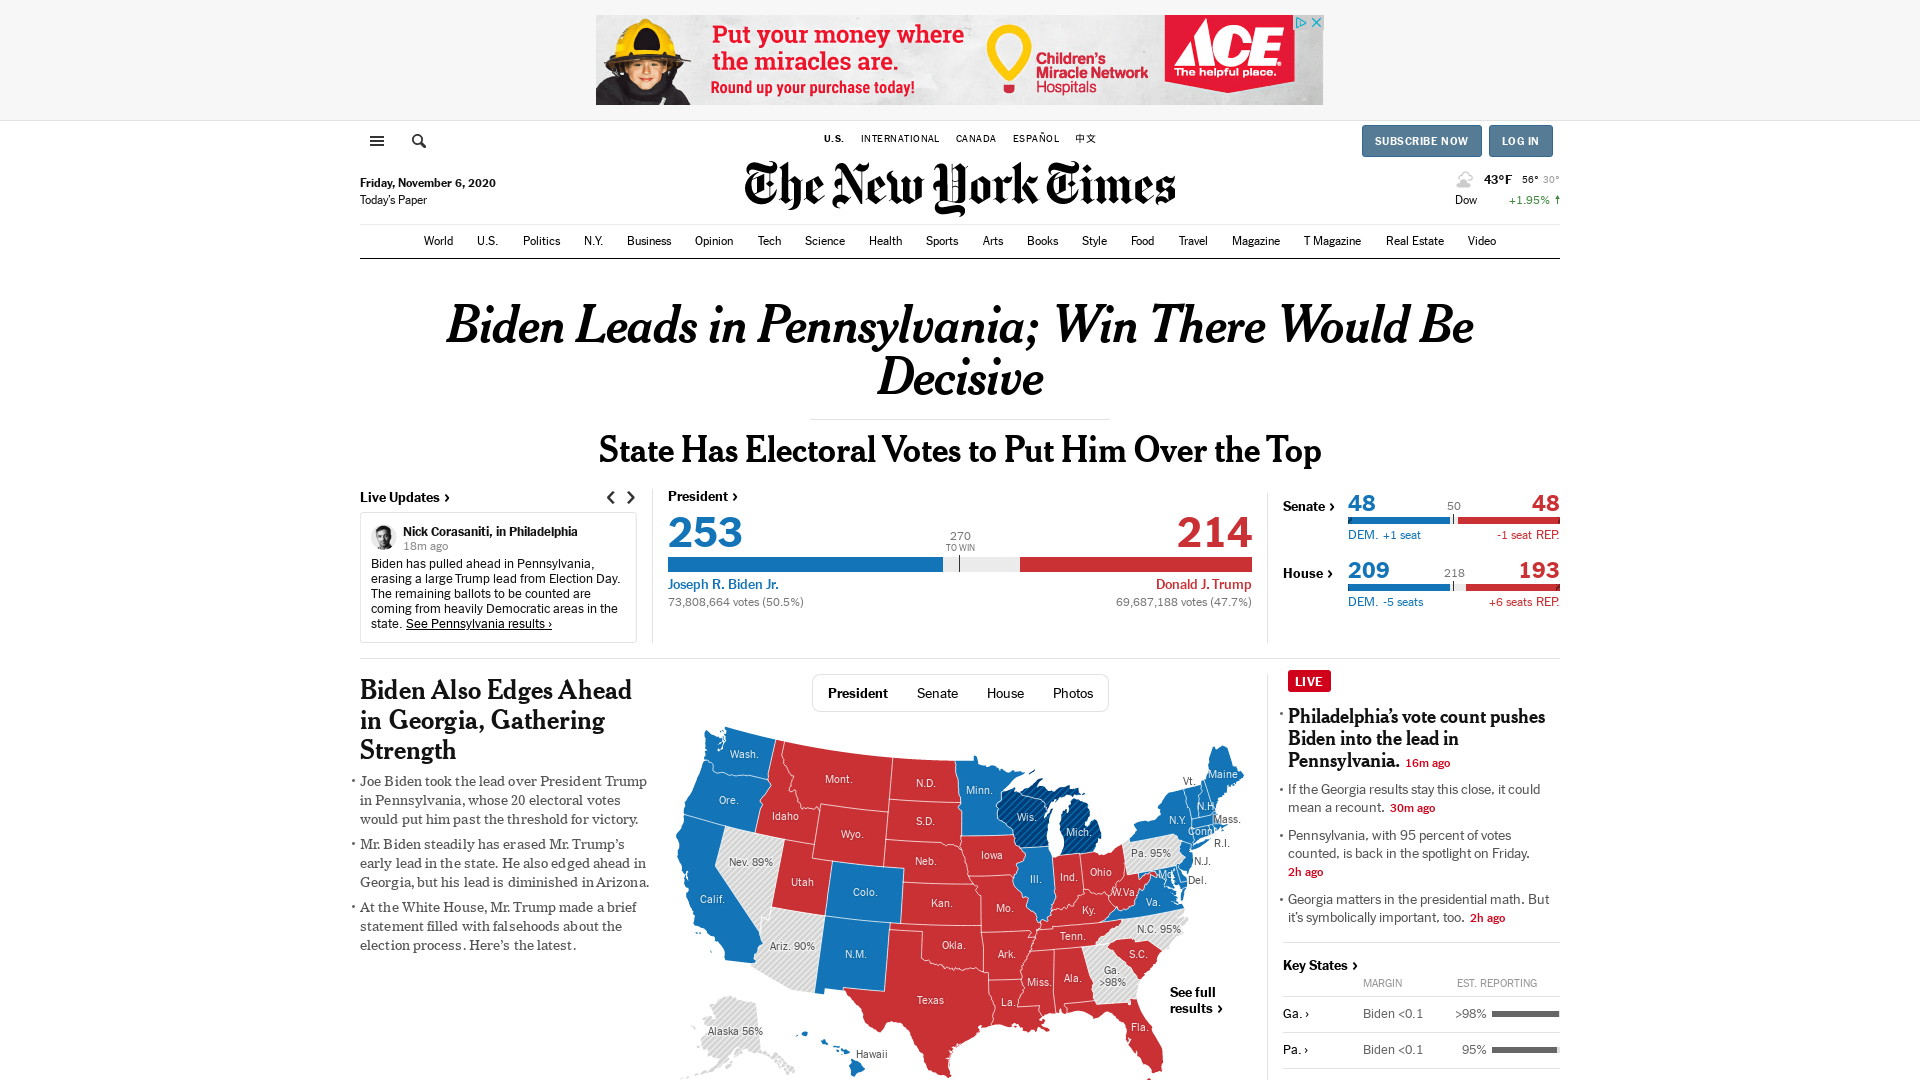 Put your money where
the miracles are.
Round up your purchase today!
Children's
Miracle Network
Hospitals
ACE
The helpful place.
U.S. INTERNATIONAL CANADA ESPAÑOL 中文
SUBSCRIBE NOW LOG IN
The New York Times
Friday, November 6, 2020
Today's Paper
43°F 56° 30°
Dow +1.95% ↑
World U.S. Politics N.Y. Business Opinion Tech Science Health Sports Arts Books Style Food Travel Magazine T Magazine Real Estate Video
Biden Leads in Pennsylvania; Win There Would Be
Decisive
State Has Electoral Votes to Put Him Over the Top
Live Updates ›
Nick Corasaniti, in Philadelphia
18m ago
Biden has pulled ahead in Pennsylvania,
erasing a large Trump lead from Election Day.
The remaining ballots to be counted are
coming from heavily Democratic areas in the
state. See Pennsylvania results ›
President ›
253 270 214
TO WIN
Joseph R. Biden Jr. Donald J. Trump
73,808,664 votes (50.5%) 69,687,188 votes (47.7%)
Senate › 48 50 48
DEM. +1 seat -1 seat REP.
House › 209 218 193
DEM. -5 seats +6 seats REP.
Biden Also Edges Ahead
in Georgia, Gathering
Strength
Joe Biden took the lead over President Trump
in Pennsylvania, whose 20 electoral votes
would put him past the threshold for victory.
Mr. Biden steadily has erased Mr. Trump's
early lead in the state. He also edged ahead in
Georgia, but his lead is diminished in Arizona.
At the White House, Mr. Trump made a brief
statement filled with falsehoods about the
election process. Here's the latest.
President Senate House Photos
Wash.
Mont.
N.D.
Minn.
Maine
Vt.
Ore.
Idaho
S.D.
Wis.
N.H.
Wyo.
Mich.
N.Y.
Mass.
Conn.
R.I.
Nev. 89%
Neb.
Iowa
Pa. 95%
N.J.
Utah
Colo.
Ill.
Ind.
Ohio
Md.
Del.
Calif.
Kan.
Mo.
W.Va.
Ky.
Va.
Ariz. 90%
N.M.
Okla.
Ark.
Tenn.
N.C. 95%
S.C.
Texas
La.
Miss.
Ala.
Ga.
>98%
Fla.
Alaska 56%
Hawaii
See full
results ›
LIVE
Philadelphia's vote count pushes
Biden into the lead in
Pennsylvania. 16m ago
If the Georgia results stay this close, it could
mean a recount. 30m ago
Pennsylvania, with 95 percent of votes
counted, is back in the spotlight on Friday.
2h ago
Georgia matters in the presidential math. But
it's symbolically important, too. 2h ago
Key States ›
MARGIN EST. REPORTING
Ga. › Biden <0.1 >98%
Pa. › Biden <0.1 95%